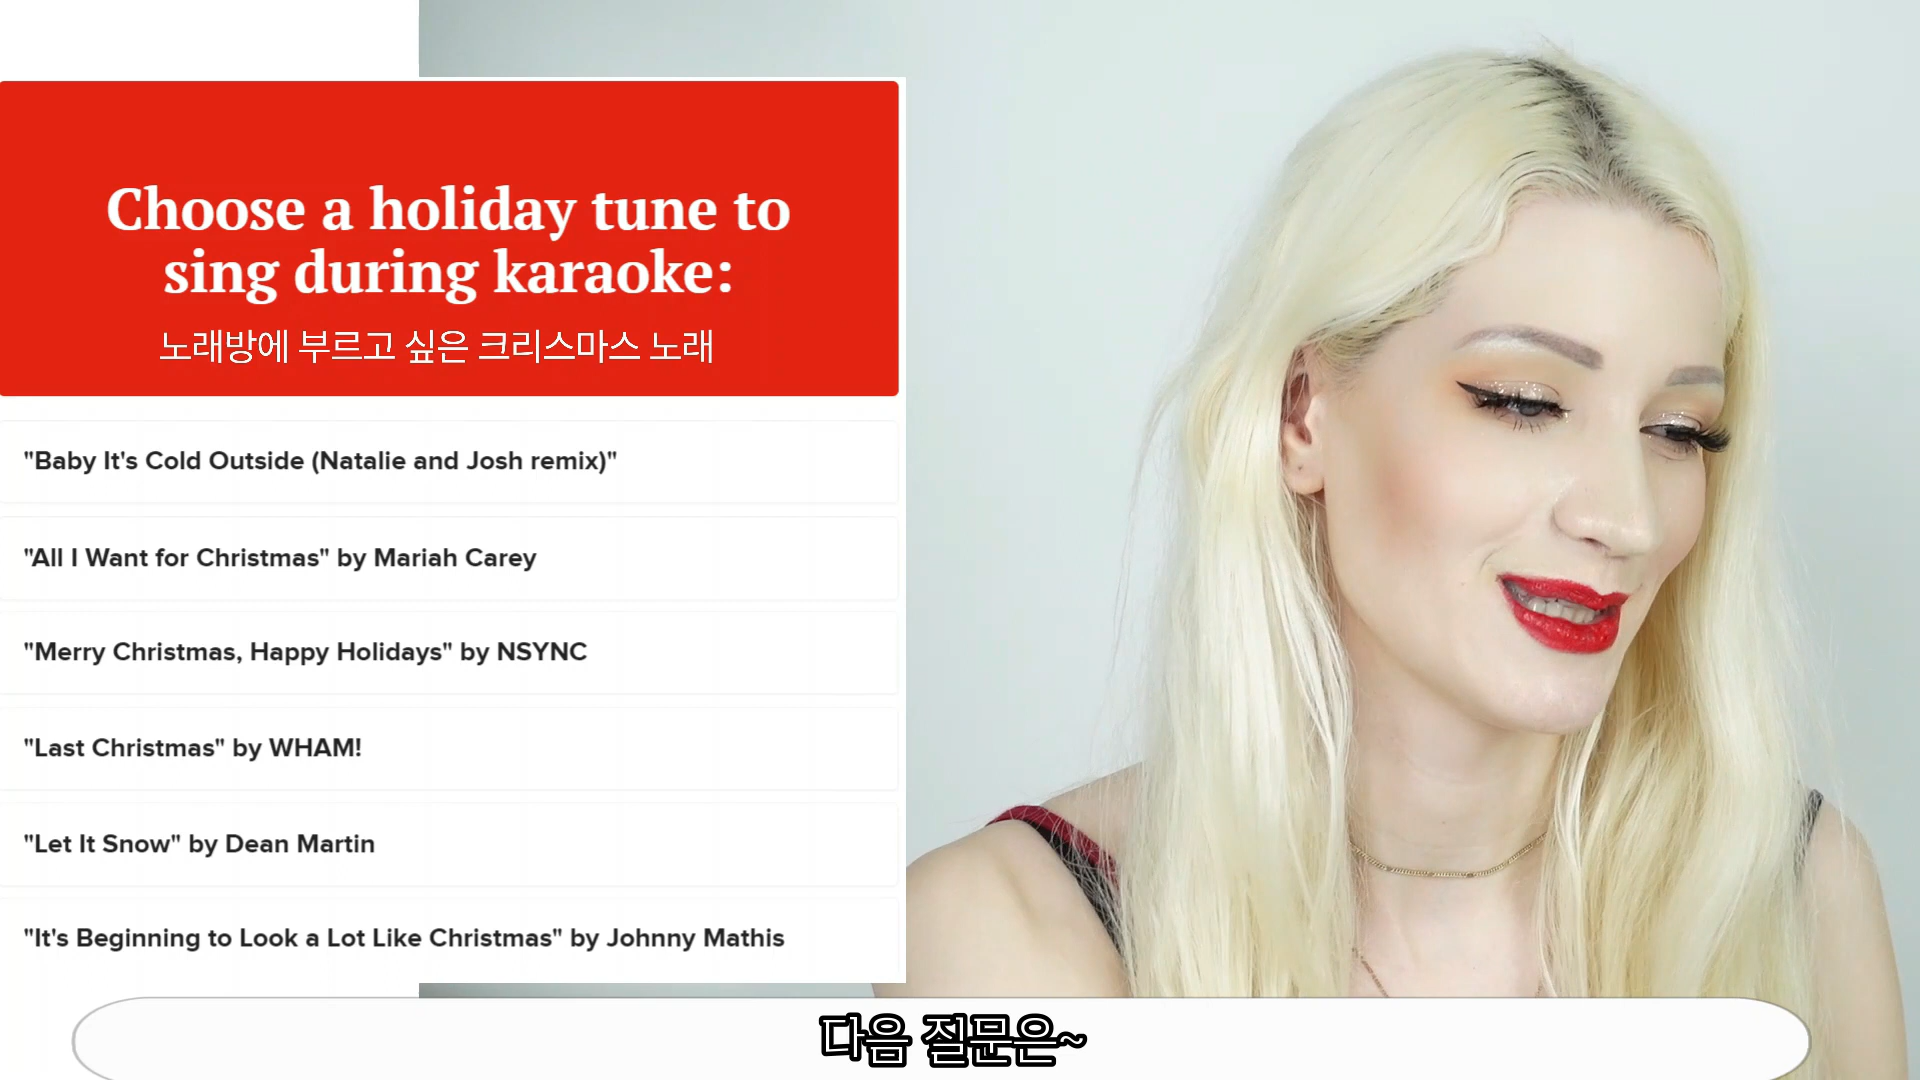 Choose a holiday tune to
sing during karaoke:
노래방에 부르고 싶은 크리스마스 노래
"Baby It's Cold Outside (Natalie and Josh remix)"
"All I Want for Christmas" by Mariah Carey
"Merry Christmas, Happy Holidays" by NSYNC
"Last Christmas" by WHAM!
"Let It Snow" by Dean Martin
"It's Beginning to Look a Lot Like Christmas" by Johnny Mathis
다음 질문은~